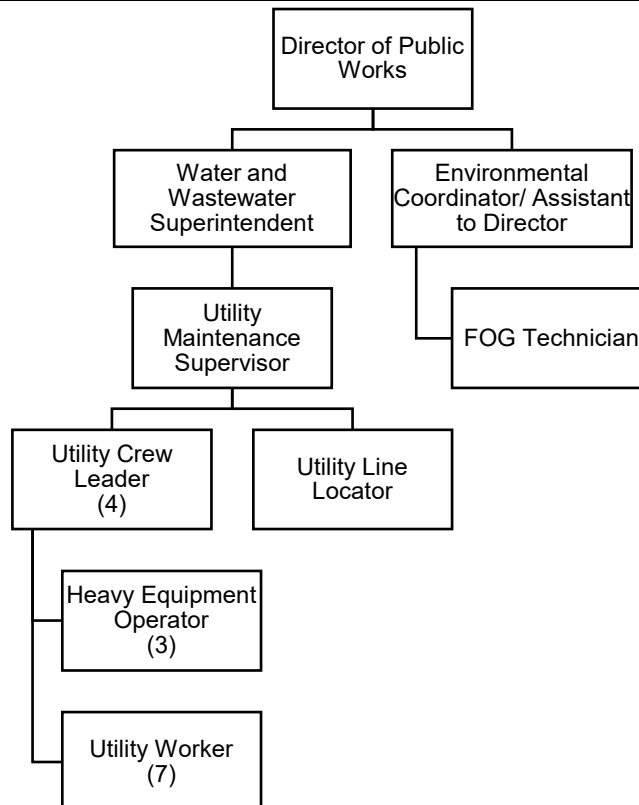 Director of Public
Works
Water and
Wastewater
Superintendent
Environmental
Coordinator/ Assistant
to Director
Utility
Maintenance
Supervisor
FOG Technician
Utility Crew
Leader
(4)
Utility Line
Locator
Heavy Equipment
Operator
(3)
Utility Worker
(7)